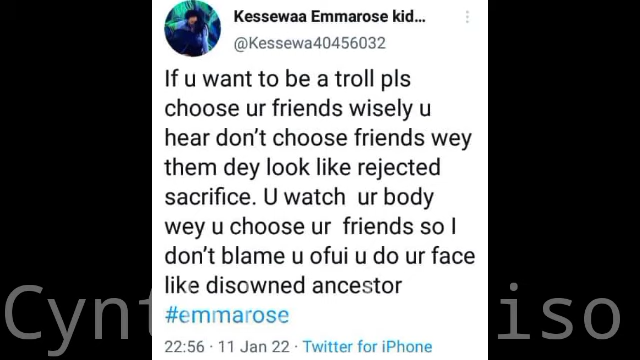 Kessewaa Emmarose kid...
@Kessewa40456032
If u want to be a troll pls
choose ur friends wisely u
hear don't choose friends wey
them dey look like rejected
sacrifice. U watch ur body
wey u choose ur friends so I
don't blame u ofui u do ur face
like disowned ancestor
#emmarose
22:56 · 11 Jan 22 · Twitter for iPhone